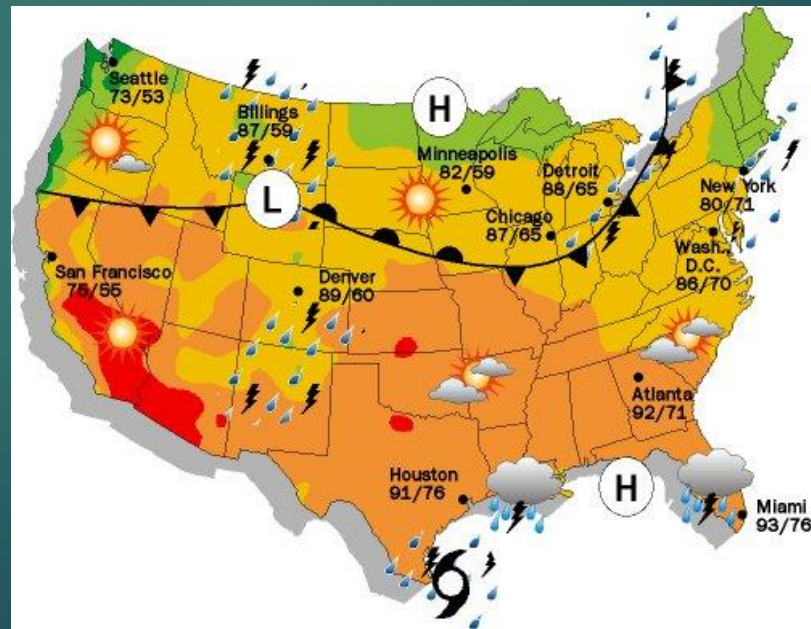 Seattle
73/53
Billings
87/59
H
Minneapolis
82/59
Detroit
88/65
New York
80/71
L
Chicago
87/65
Wash.,
D.C.
86/70
San Francisco
75/55
Denver
89/60
Atlanta
92/71
Houston
91/76
H
Miami
93/76